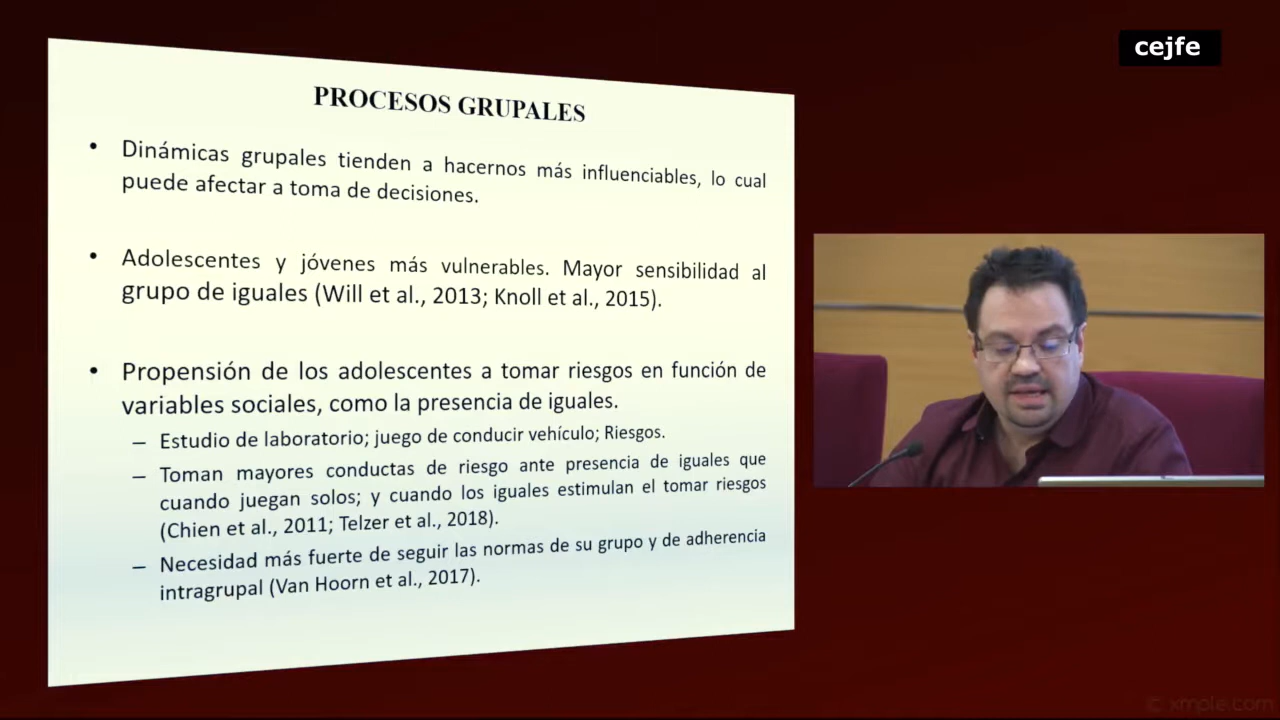 cejfe
PROCESOS GRUPALES
• Dinámicas grupales tienden a hacernos más influenciables, lo cual
puede afectar a toma de decisiones.
• Adolescentes y jóvenes más vulnerables. Mayor sensibilidad al
grupo de iguales (Will et al., 2013; Knoll et al., 2015).
• Propensión de los adolescentes a tomar riesgos en función de
variables sociales, como la presencia de iguales.
– Estudio de laboratorio; juego de conducir vehículo; Riesgos.
– Toman mayores conductas de riesgo ante presencia de iguales que
cuando juegan solos; y cuando los iguales estimulan el tomar riesgos
(Chien et al., 2011; Telzer et al., 2018).
– Necesidad más fuerte de seguir las normas de su grupo y de adherencia
intragrupal (Van Hoorn et al., 2017).
© xmple.com